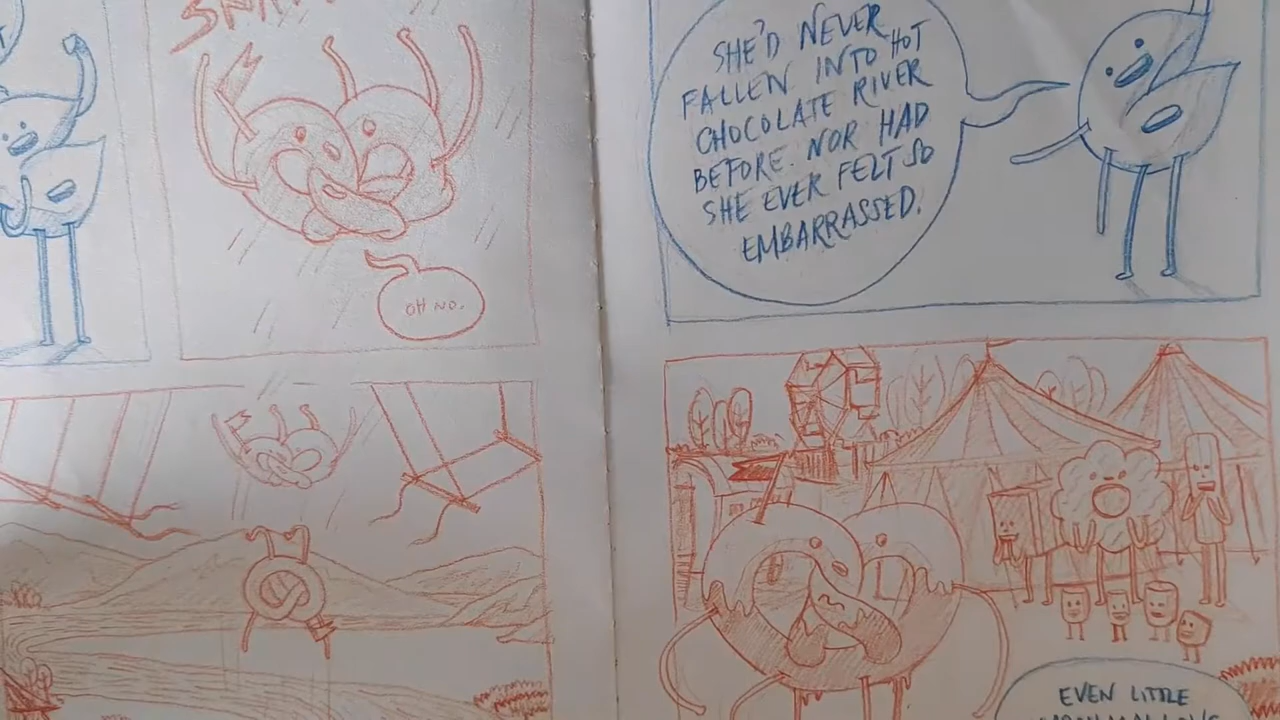 OH NO.
SHE'D NEVER
FALLEN INTO HOT
CHOCOLATE RIVER
BEFORE. NOR HAD
SHE EVER FELT SO
EMBARRASSED.
EVEN LITTLE